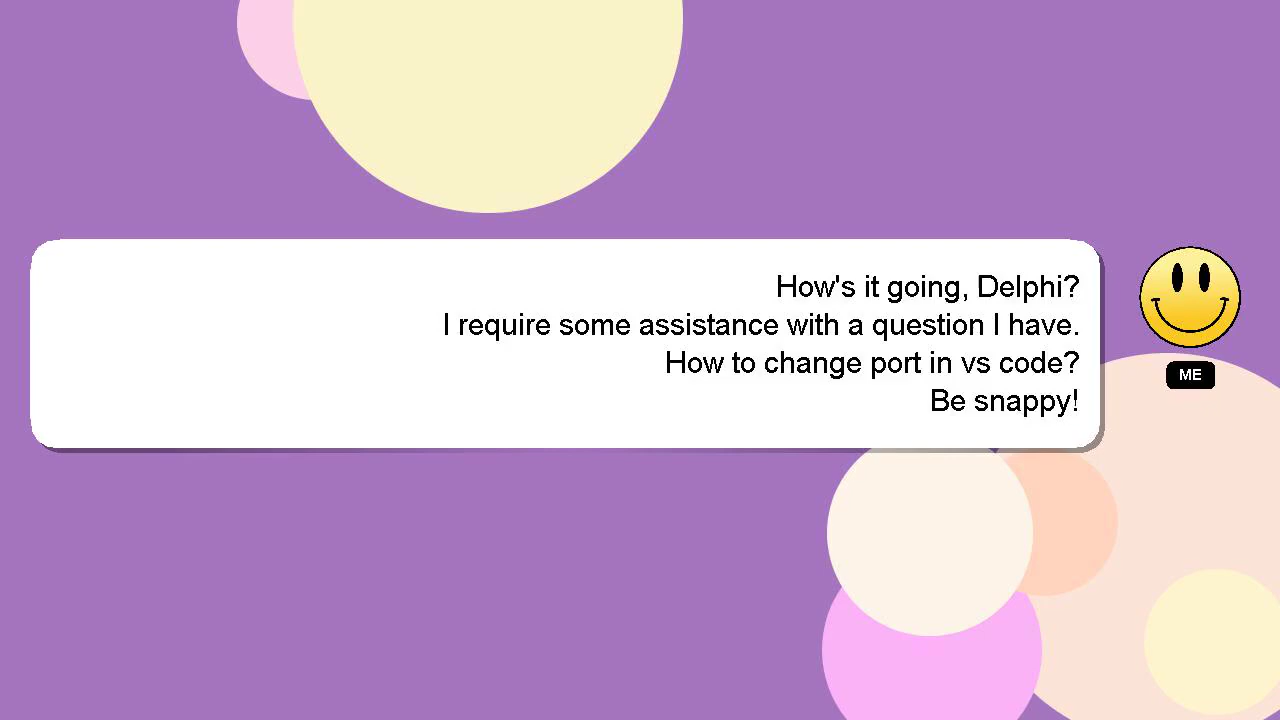 How's it going, Delphi?
I require some assistance with a question I have.
How to change port in vs code?
Be snappy!
ME